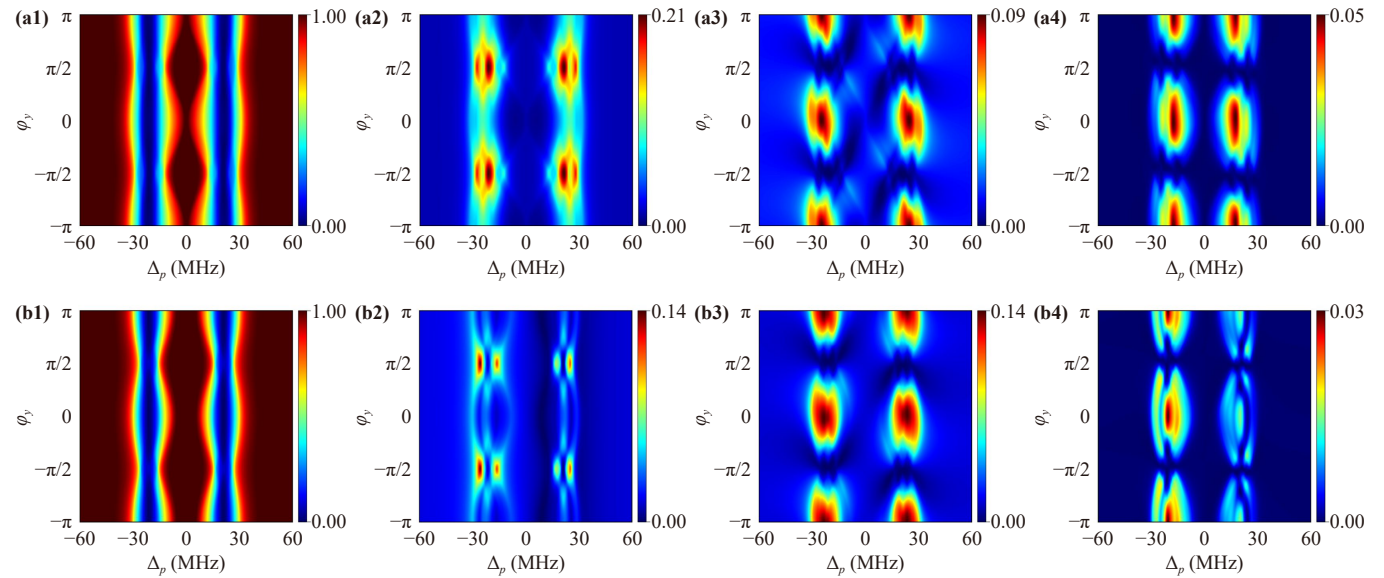 (a1) 1.00 (a2) 0.21 (a3) 0.09 (a4) 0.05
π π π π
π/2 π/2 π/2 π/2
φy 0 φy 0 φy 0 φy 0
−π/2 −π/2 −π/2 −π/2
−π 0.00 −π 0.00 −π 0.00 −π 0.00
−60 −30 0 30 60 −60 −30 0 30 60 −60 −30 0 30 60 −60 −30 0 30 60
Δp (MHz) Δp (MHz) Δp (MHz) Δp (MHz)
(b1) 1.00 (b2) 0.14 (b3) 0.14 (b4) 0.03
π π π π
π/2 π/2 π/2 π/2
φy 0 φy 0 φy 0 φy 0
−π/2 −π/2 −π/2 −π/2
−π 0.00 −π 0.00 −π 0.00 −π 0.00
−60 −30 0 30 60 −60 −30 0 30 60 −60 −30 0 30 60 −60 −30 0 30 60
Δp (MHz) Δp (MHz) Δp (MHz) Δp (MHz)